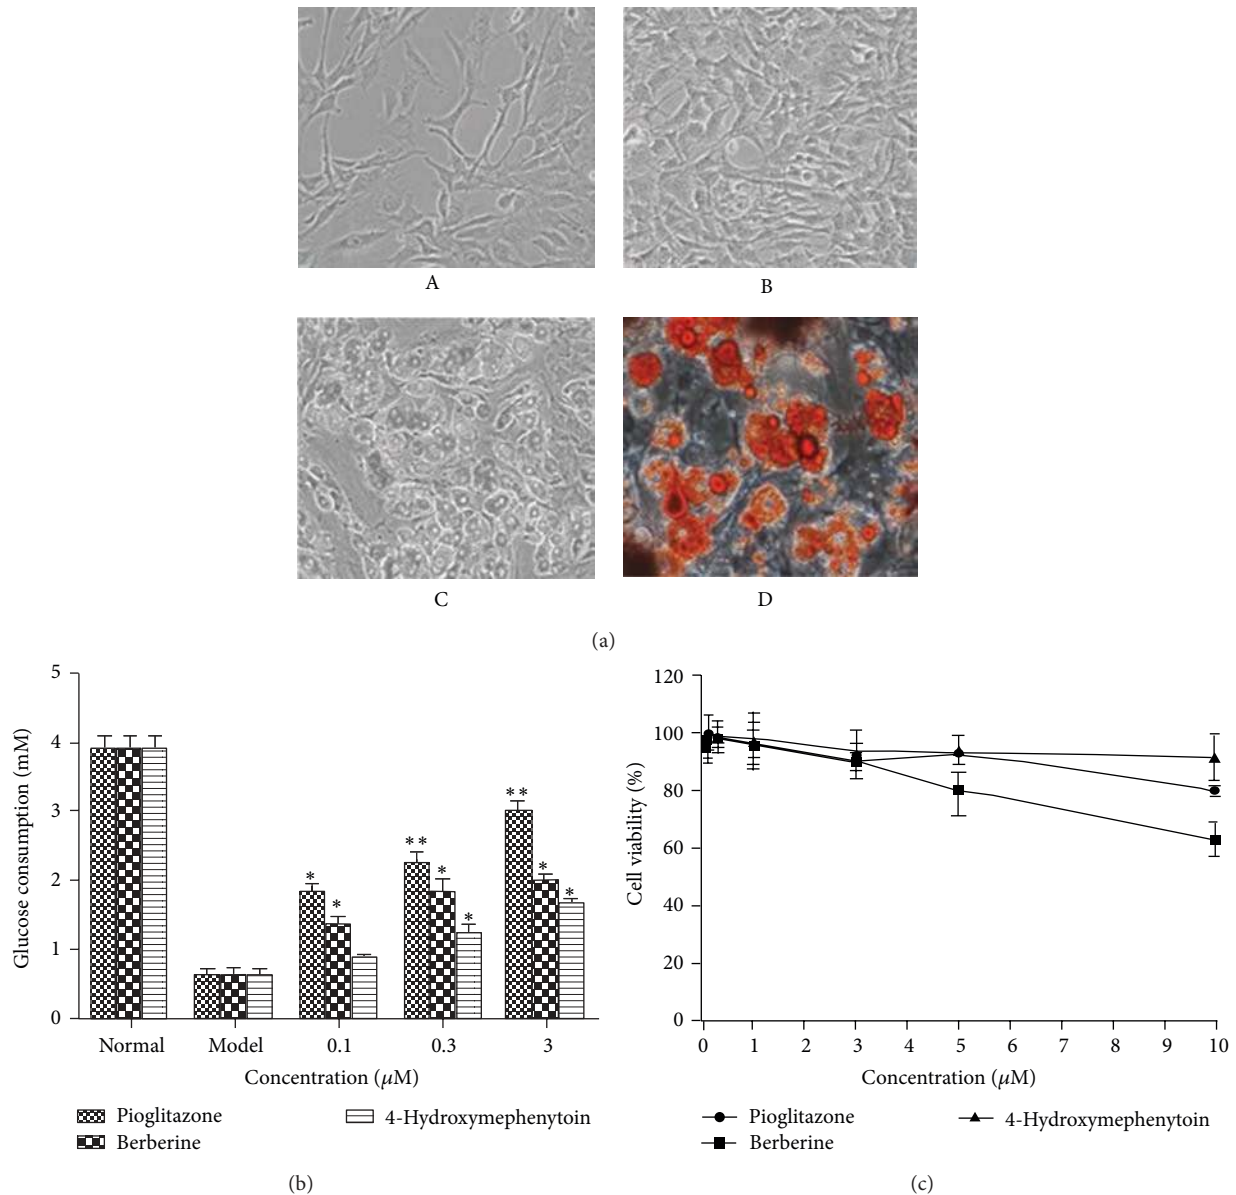 A
B
C
D
(a)
5
4
3
2
1
0
Glucose consumption (mM)
**
**
*
*
*
*
*
*
Normal
Model
0.1
0.3
3
Concentration (μM)
Pioglitazone
4-Hydroxymephenytoin
Berberine
(b)
120
100
80
60
40
20
0
Cell viability (%)
0 1 2 3 4 5 6 7 8 9 10
Concentration (μM)
Pioglitazone
4-Hydroxymephenytoin
Berberine
(c)